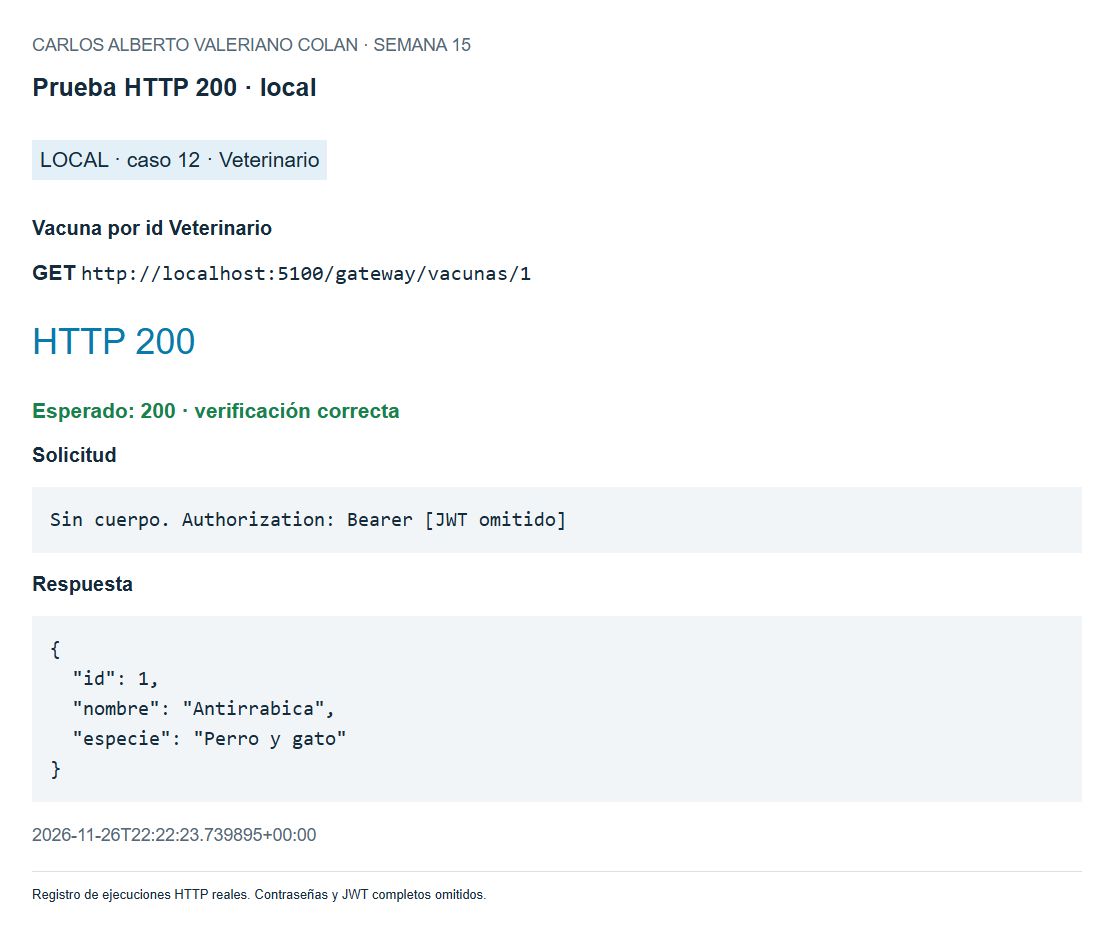 CARLOS ALBERTO VALERIANO COLAN · SEMANA 15
Prueba HTTP 200 · local
LOCAL · caso 12 · Veterinario
Vacuna por id Veterinario
GET http://localhost:5100/gateway/vacunas/1
HTTP 200
Esperado: 200 · verificación correcta
Solicitud
Sin cuerpo. Authorization: Bearer [JWT omitido]
Respuesta
{
  "id": 1,
  "nombre": "Antirrabica",
  "especie": "Perro y gato"
}
2026-11-26T22:22:23.739895+00:00
Registro de ejecuciones HTTP reales. Contraseñas y JWT completos omitidos.